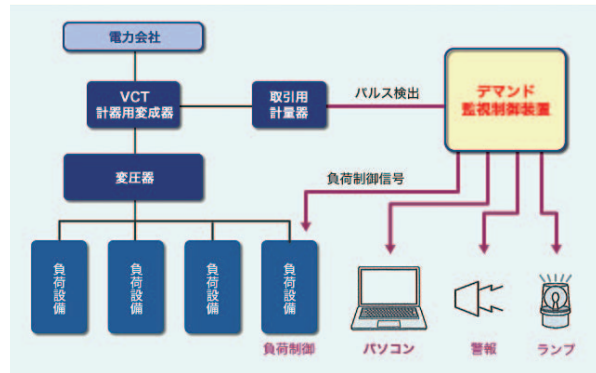 電力会社
VCT
計器用変成器
取引用
計量器
パルス検出
デマンド
監視制御装置
変圧器
負荷制御信号
負荷設備
負荷設備
負荷設備
負荷設備
負荷制御
パソコン
警報
ランプ